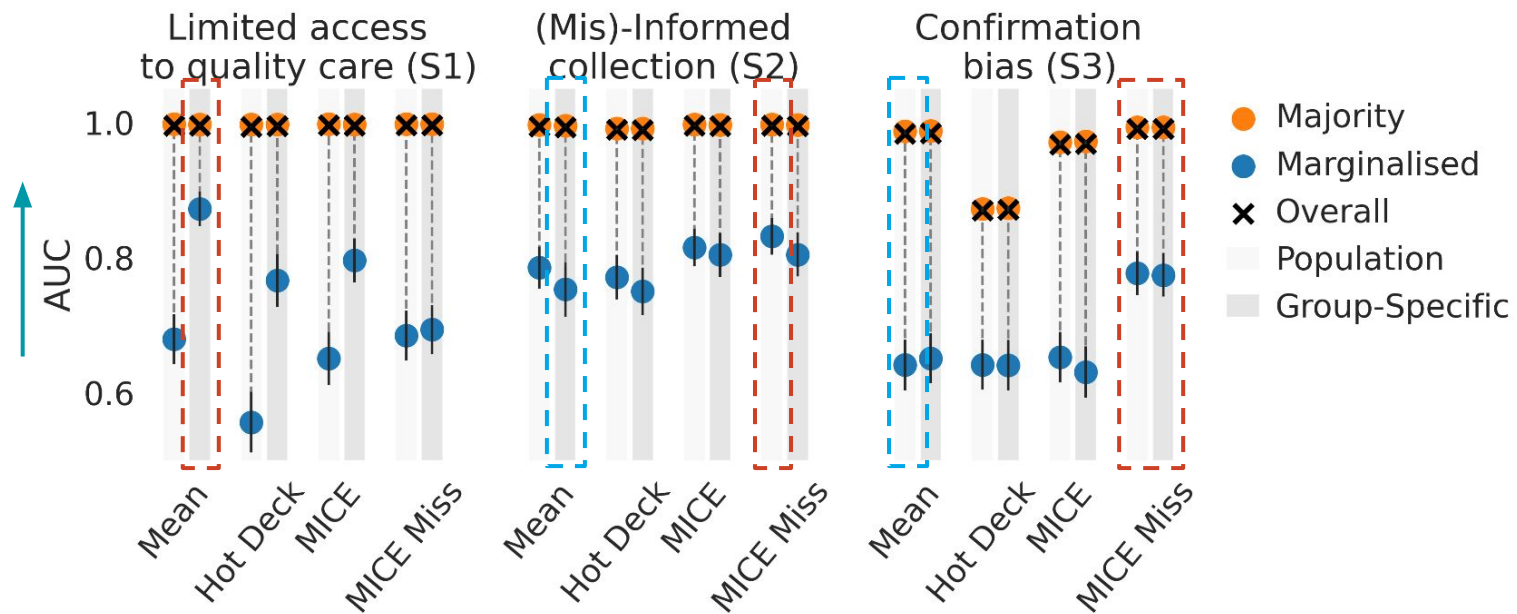 Limited access
to quality care (S1)
(Mis)-Informed
collection (S2)
Confirmation
bias (S3)
1.0
0.8
0.6
AUC
Majority
Marginalised
Overall
Population
Group-Specific
Mean
Hot Deck
MICE
MICE Miss
Mean
Hot Deck
MICE
MICE Miss
Mean
Hot Deck
MICE
MICE Miss